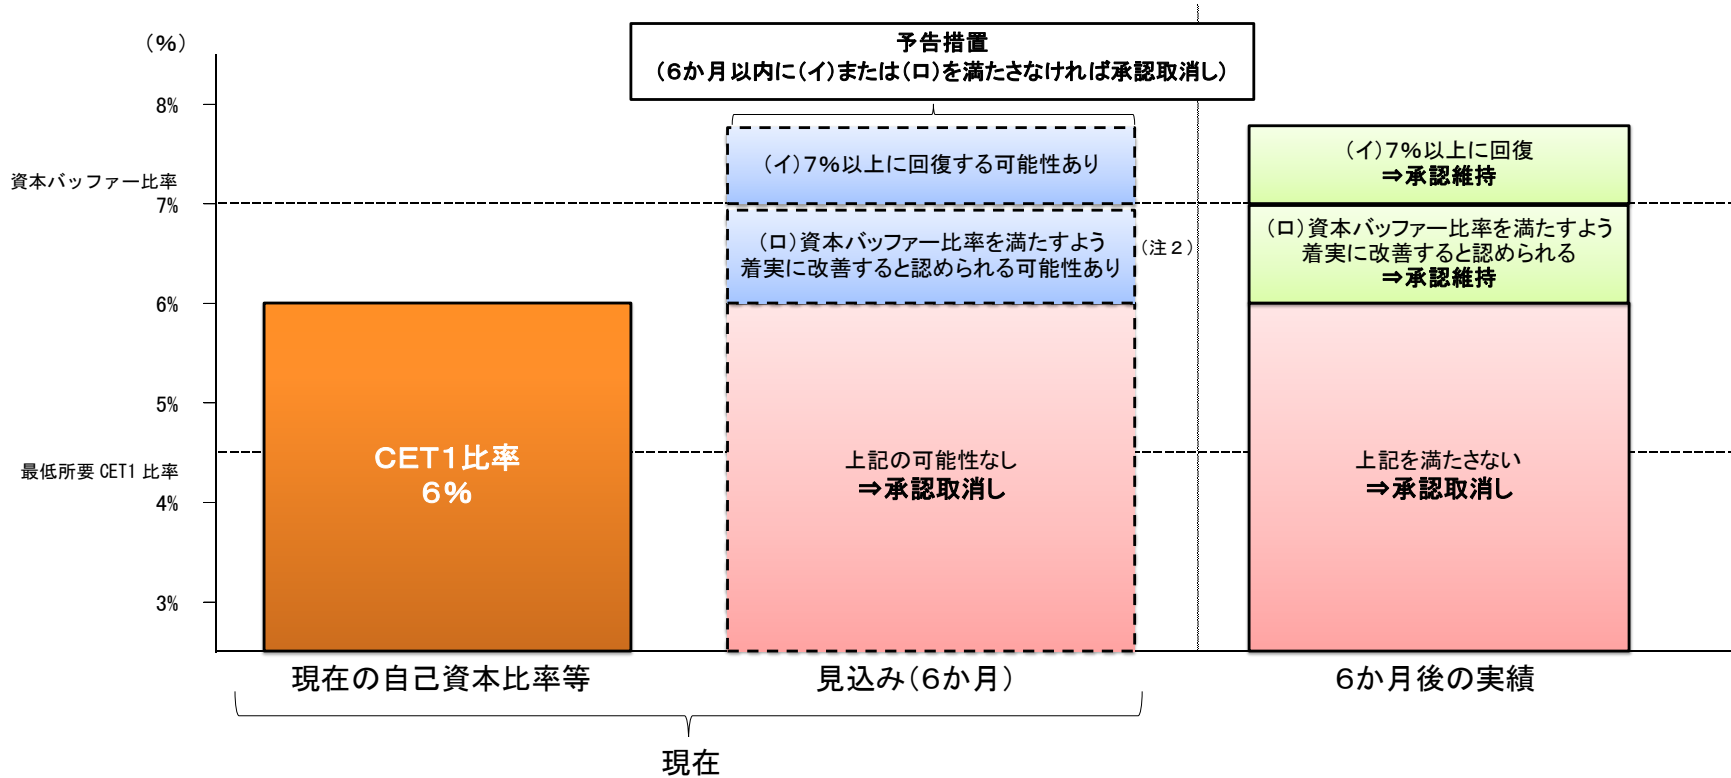 （％）
予告措置
（６か月以内に（イ）または（ロ）を満たさなければ承認取消し）
8%
資本バッファー比率
7%
6%
5%
最低所要 CET1 比率
4%
3%
ＣＥＴ１比率
６％
（イ）７％以上に回復する可能性あり
（ロ）資本バッファー比率を満たすよう
着実に改善すると認められる可能性あり
（注２）
上記の可能性なし
⇒承認取消し
（イ）７％以上に回復
⇒承認維持
（ロ）資本バッファー比率を満たすよう
着実に改善すると認められる
⇒承認維持
上記を満たさない
⇒承認取消し
現在の自己資本比率等
見込み（６か月）
６か月後の実績
現在